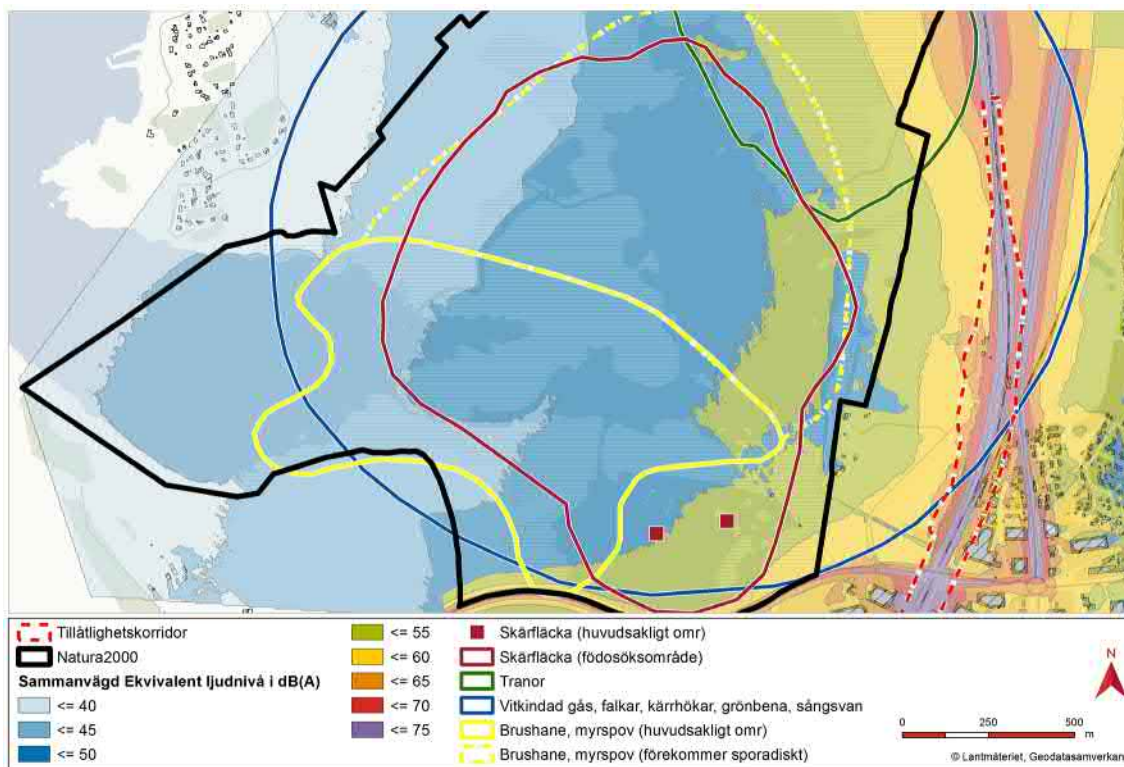 Tillåtlighetskorridor
Natura2000
Sammanvägd Ekvivalent ljudnivå i dB(A)
<= 40
<= 45
<= 50
<= 55
<= 60
<= 65
<= 70
<= 75
Skärfläcka (huvudsakligt omr)
Skärfläcka (födosöksområde)
Tranor
Vitkindad gås, falkar, kärrhökar, grönbena, sångsvan
Brushane, myrspov (huvudsakligt omr)
Brushane, myrspov (förekommer sporadiskt)
N
0 250 500
m
© Lantmäteriet, Geodatasamverkan